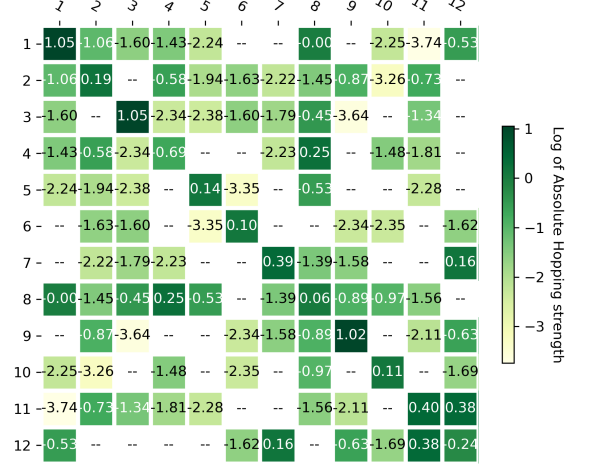 1 2 3 4 5 6 7 8 9 10 11 12
1 1.05 -1.06 -1.60 -1.43 -2.24 -- -- -0.00 -- -2.25 -3.74 -0.53
2 -1.06 0.19 -- -0.58 -1.94 -1.63 -2.22 -1.45 -0.87 -3.26 -0.73 --
3 -1.60 -- 1.05 -2.34 -2.38 -1.60 -1.79 -0.45 -3.64 -- -1.34 --
4 -1.43 -0.58 -2.34 -0.69 -- -- -2.23 0.25 -- -1.48 -1.81 --
5 -2.24 -1.94 -2.38 -- 0.14 -3.35 -- -0.53 -- -- -2.28 --
6 -- -1.63 -1.60 -- -3.35 0.10 -- -- -2.34 -2.35 -- -1.62
7 -- -2.22 -1.79 -2.23 -- -- 0.39 -1.39 -1.58 -- -- 0.16
8 -0.00 -1.45 -0.45 0.25 -0.53 -- -1.39 0.06 -0.89 -0.97 -1.56 --
9 -- -0.87 -3.64 -- -- -2.34 -1.58 -0.89 1.02 -- -2.11 -0.63
10 -2.25 -3.26 -- -1.48 -- -2.35 -- -0.97 -- 0.11 -- -1.69
11 -3.74 -0.73 -1.34 -1.81 -2.28 -- -- -1.56 -2.11 -- 0.40 0.38
12 -0.53 -- -- -- -- -1.62 0.16 -- -0.63 -1.69 0.38 -0.24
1
0
−1
−2
−3
Log of Absolute Hopping strength